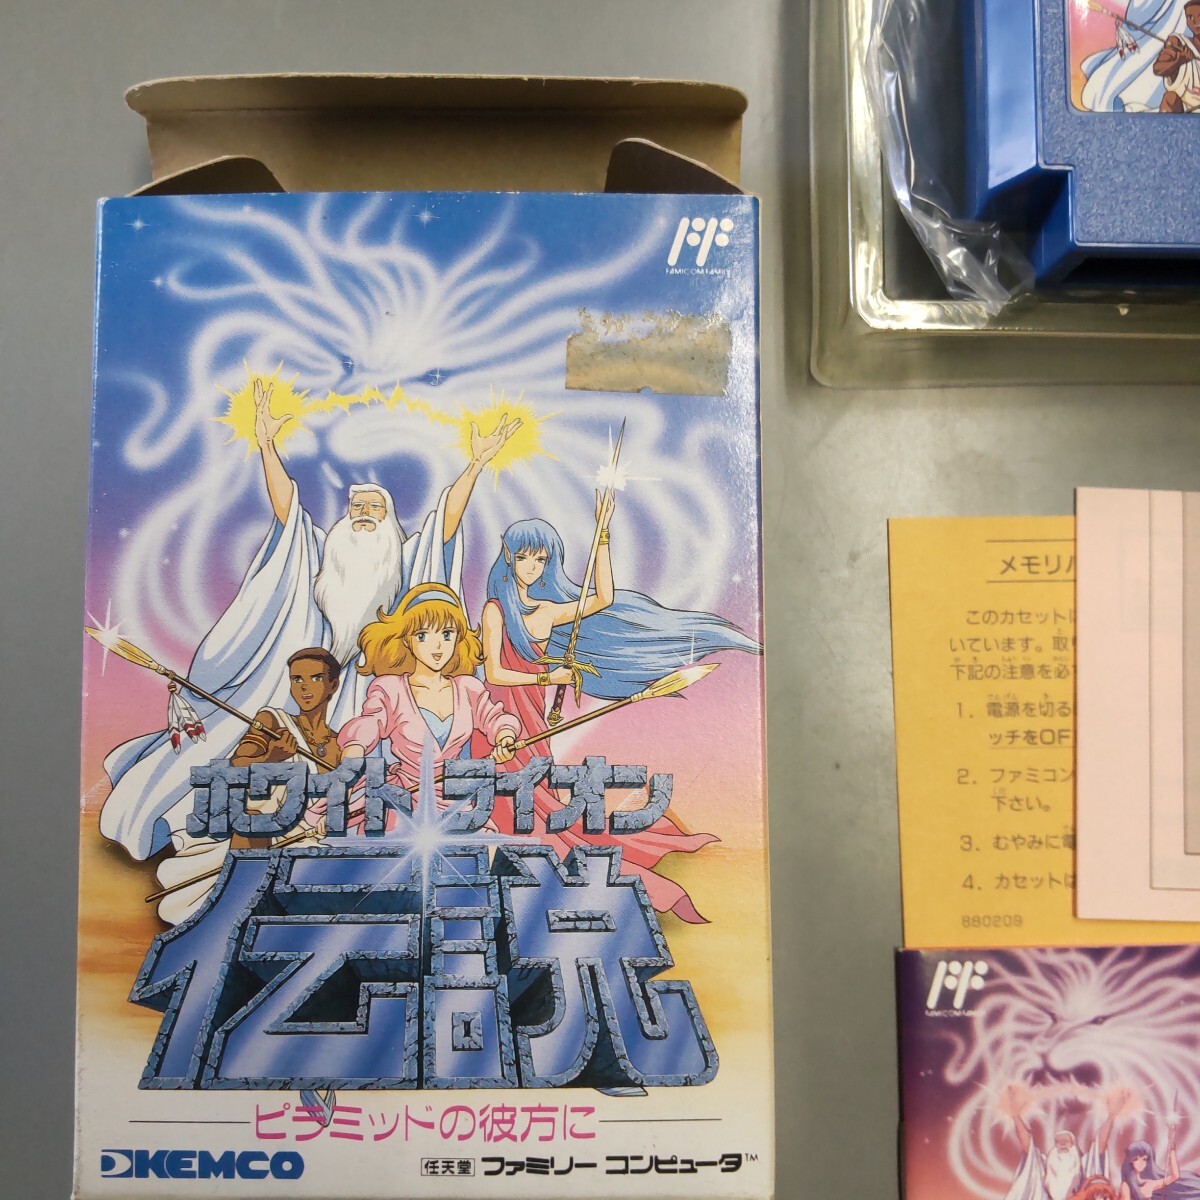 FF
FAMICOM FAMILY
ホワイトライオン
伝説
ピラミッドの彼方に
KEMCO
任天堂 ファミリーコンピュータ™
メモリ
このカセットに
いています。取り
下記の注意を必
1. 電源を切る
ッチをOF
2. ファミコン
下さい。
3. むやみに電
4. カセットは
880209
FF
FAMICOM FAMILY